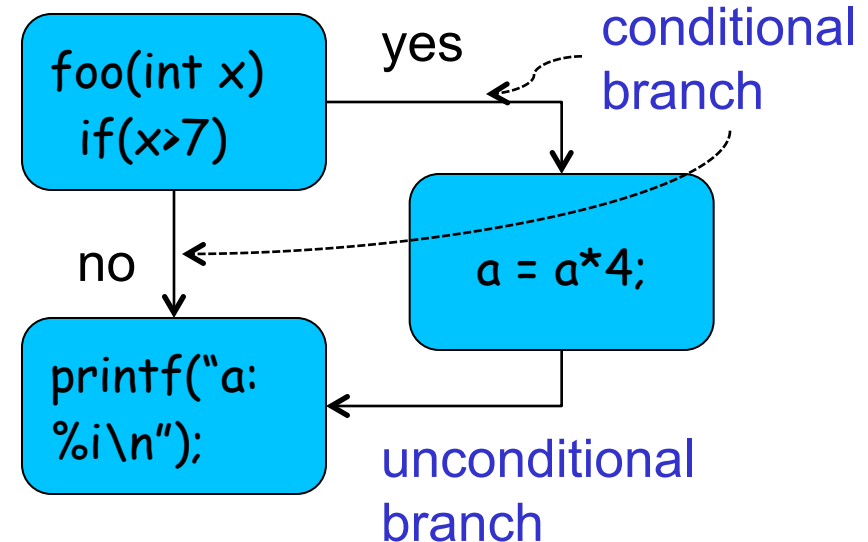 foo(int x)
if(x>7)
yes
conditional
branch
no
a = a*4;
printf(“a:
%i\n”);
unconditional
branch